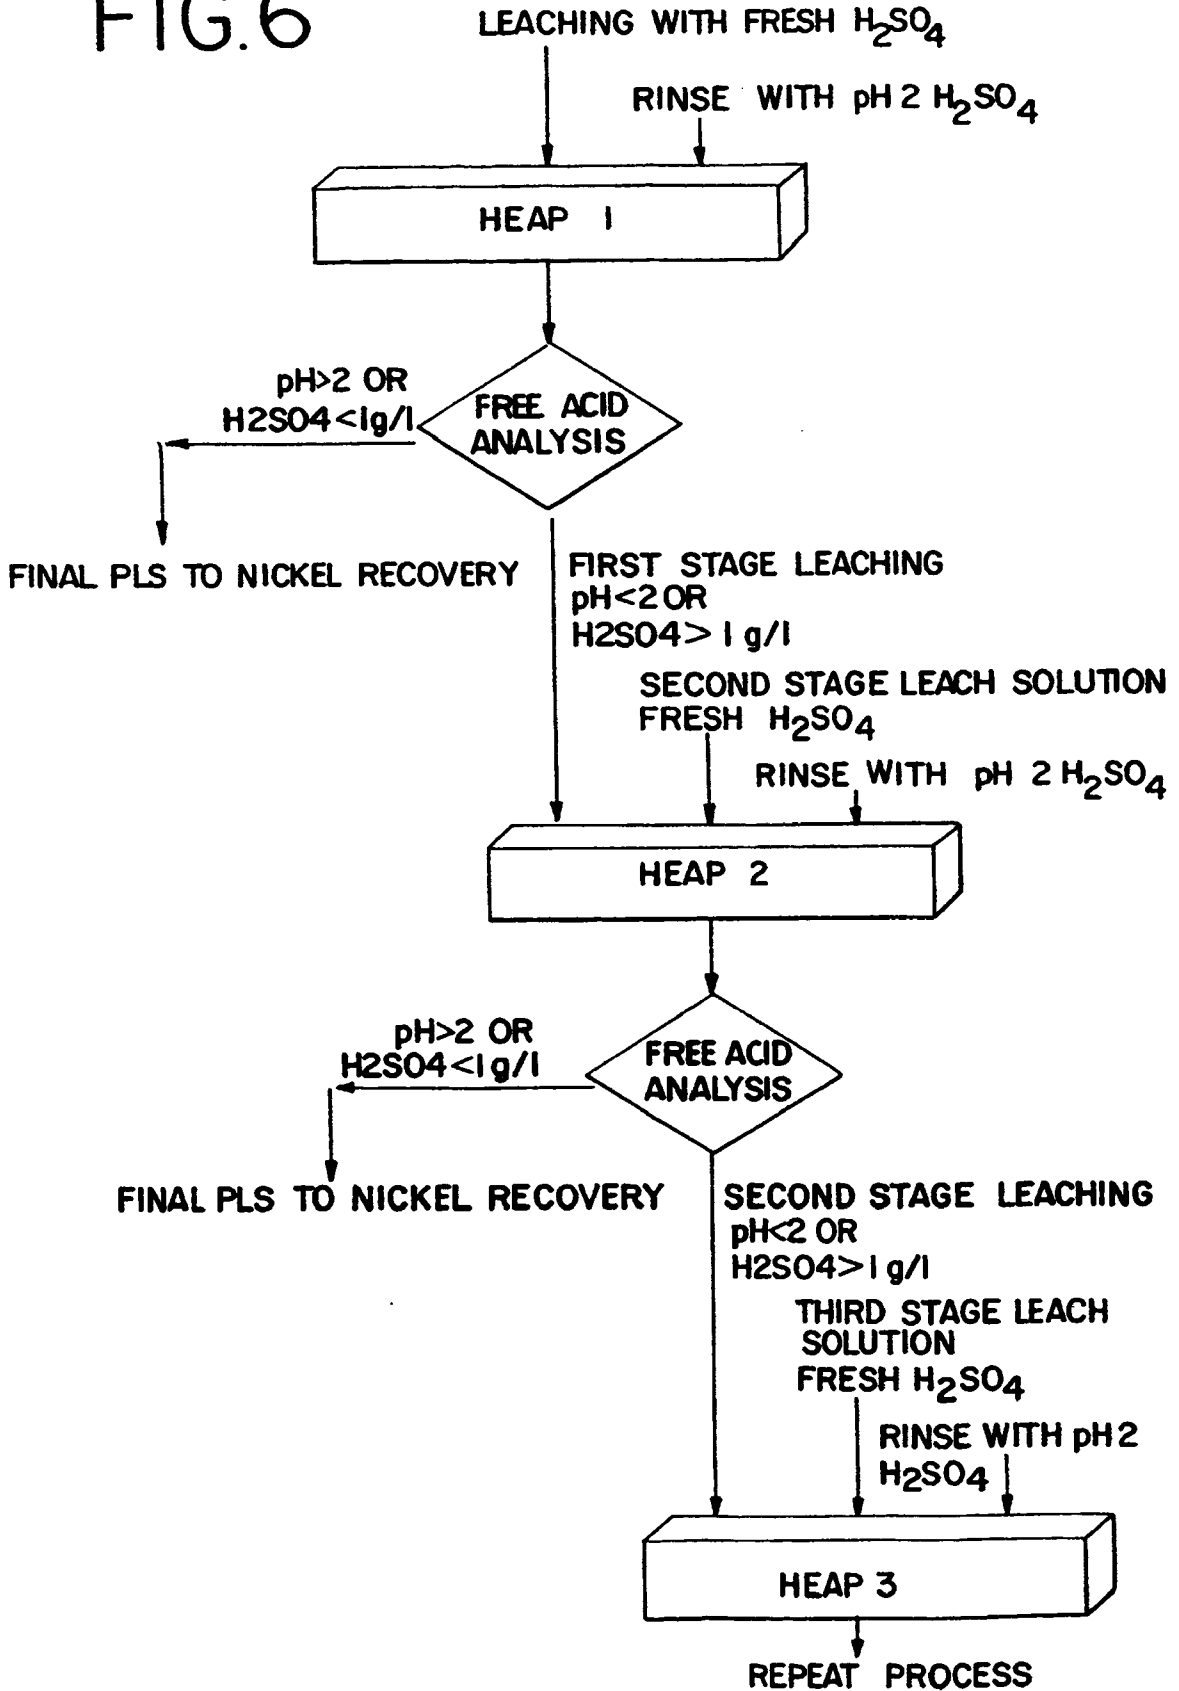 FIG.6
LEACHING WITH FRESH H₂SO₄
RINSE WITH pH 2 H₂SO₄
HEAP 1
pH>2 OR
H2SO4<1g/l
FREE ACID
ANALYSIS
FINAL PLS TO NICKEL RECOVERY
FIRST STAGE LEACHING
pH<2 OR
H2SO4> 1 g/l
SECOND STAGE LEACH SOLUTION
FRESH H₂SO₄
RINSE WITH pH 2 H₂SO₄
HEAP 2
pH>2 OR
H2SO4<1 g/l
FREE ACID
ANALYSIS
FINAL PLS TO NICKEL RECOVERY
SECOND STAGE LEACHING
pH<2 OR
H2SO4>1 g/l
THIRD STAGE LEACH
SOLUTION
FRESH H₂SO₄
RINSE WITH pH 2
H₂SO₄
HEAP 3
REPEAT PROCESS